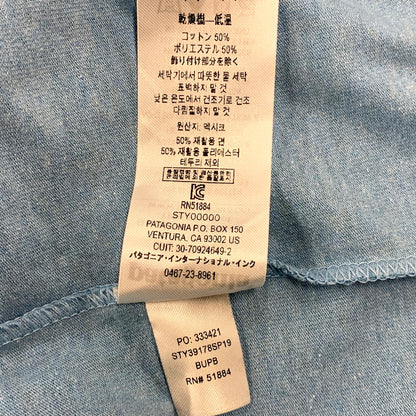 乾燥樹—低溫
コットン 50%
ポリエステル 50%
飾り付け部分を除く
세탁기에서 따뜻한 물 세탁
표백하지 말 것
낮은 온도에서 건조기로 건조
다림질하지 말 것
원산지: 멕시코
50% 재활용 면
50% 재활용 폴리에스터
테두리 제외
RN51884
STY00000
PATAGONIA P.O. BOX 150
VENTURA, CA 93002 US
CUIT: 30-70924649-2
パタゴニア・インターナショナル・インク
0467-23-8961
PO: 333421
STY39178SP19
BUPB
RN# 51884